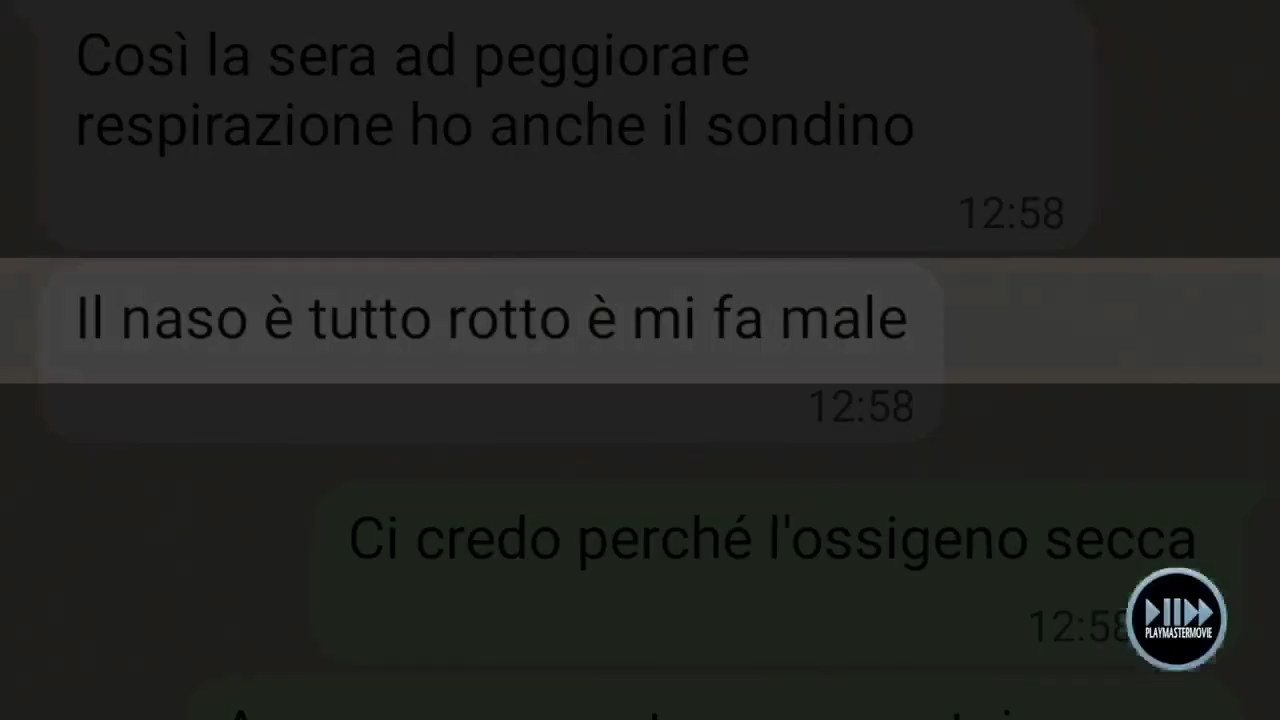 Così la sera ad peggiorare
respirazione ho anche il sondino
12:58
Il naso è tutto rotto è mi fa male
12:58
Ci credo perché l'ossigeno secca
12:58
PLAYMASTERMOVIE